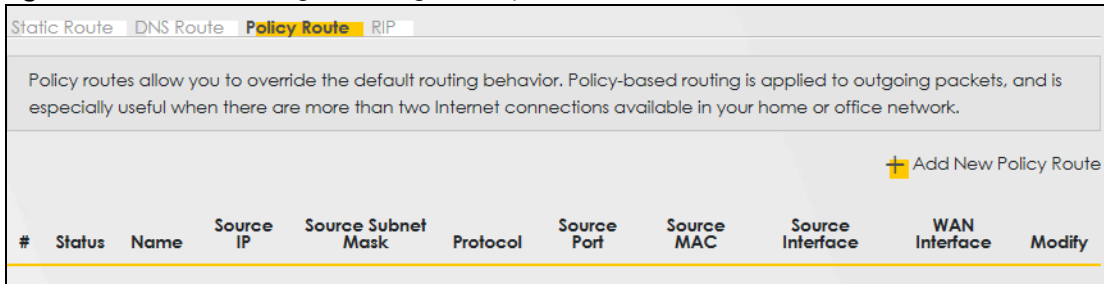 Static Route DNS Route Policy Route RIP
Policy routes allow you to override the default routing behavior. Policy-based routing is applied to outgoing packets, and is
especially useful when there are more than two Internet connections available in your home or office network.
+ Add New Policy Route
# Status Name Source IP Source Subnet Mask Protocol Source Port Source MAC Source Interface WAN Interface Modify